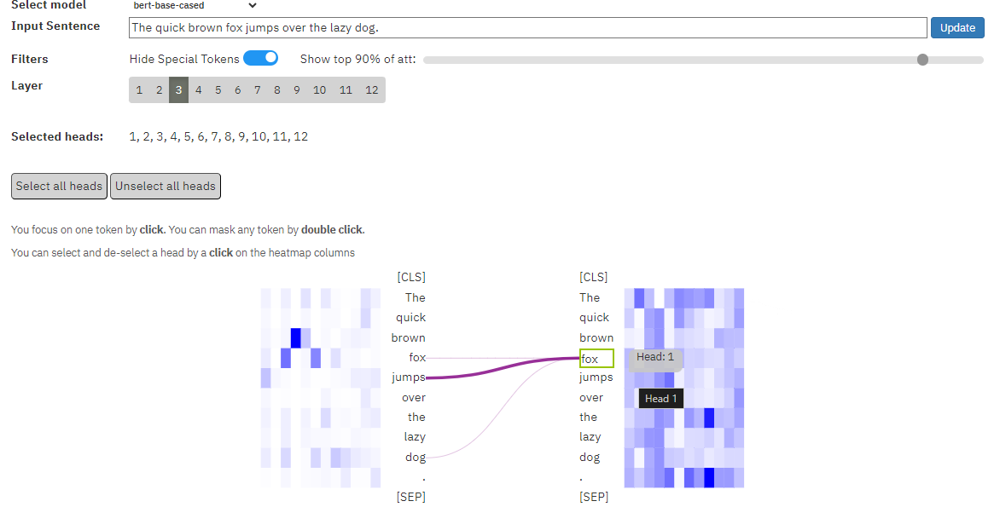 Select model bert-base-cased
Input Sentence The quick brown fox jumps over the lazy dog. Update
Filters Hide Special Tokens Show top 90% of att:
Layer 1 2 3 4 5 6 7 8 9 10 11 12
Selected heads: 1, 2, 3, 4, 5, 6, 7, 8, 9, 10, 11, 12
Select all heads Unselect all heads
You focus on one token by click. You can mask any token by double click.
You can select and de-select a head by a click on the heatmap columns
[CLS] [CLS]
The The
quick quick
brown brown
fox fox Head: 1
jumps jumps
over over Head 1
the the
lazy lazy
dog dog
. .
[SEP] [SEP]